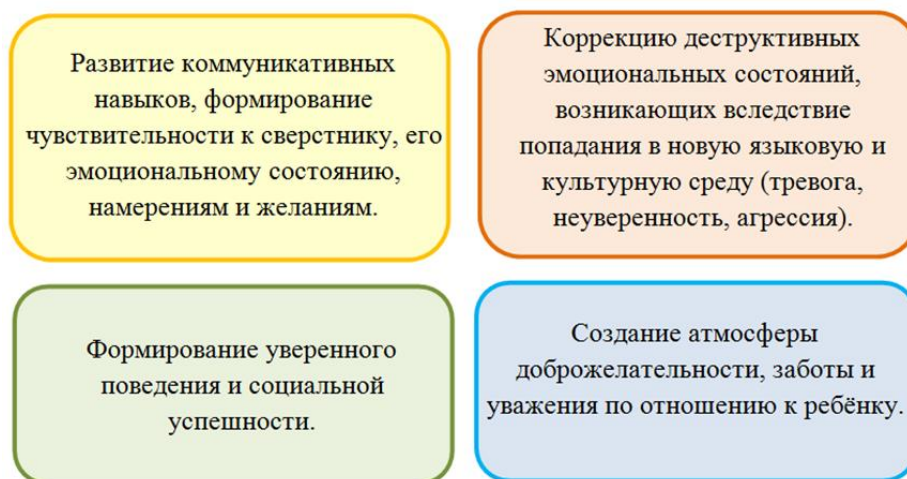 Развитие коммуникативных
навыков, формирование
чувствительности к сверстнику, его
эмоциональному состоянию,
намерениям и желаниям.
Коррекцию деструктивных
эмоциональных состояний,
возникающих вследствие
попадания в новую языковую и
культурную среду (тревога,
неуверенность, агрессия).
Формирование уверенного
поведения и социальной
успешности.
Создание атмосферы
доброжелательности, заботы и
уважения по отношению к ребёнку.